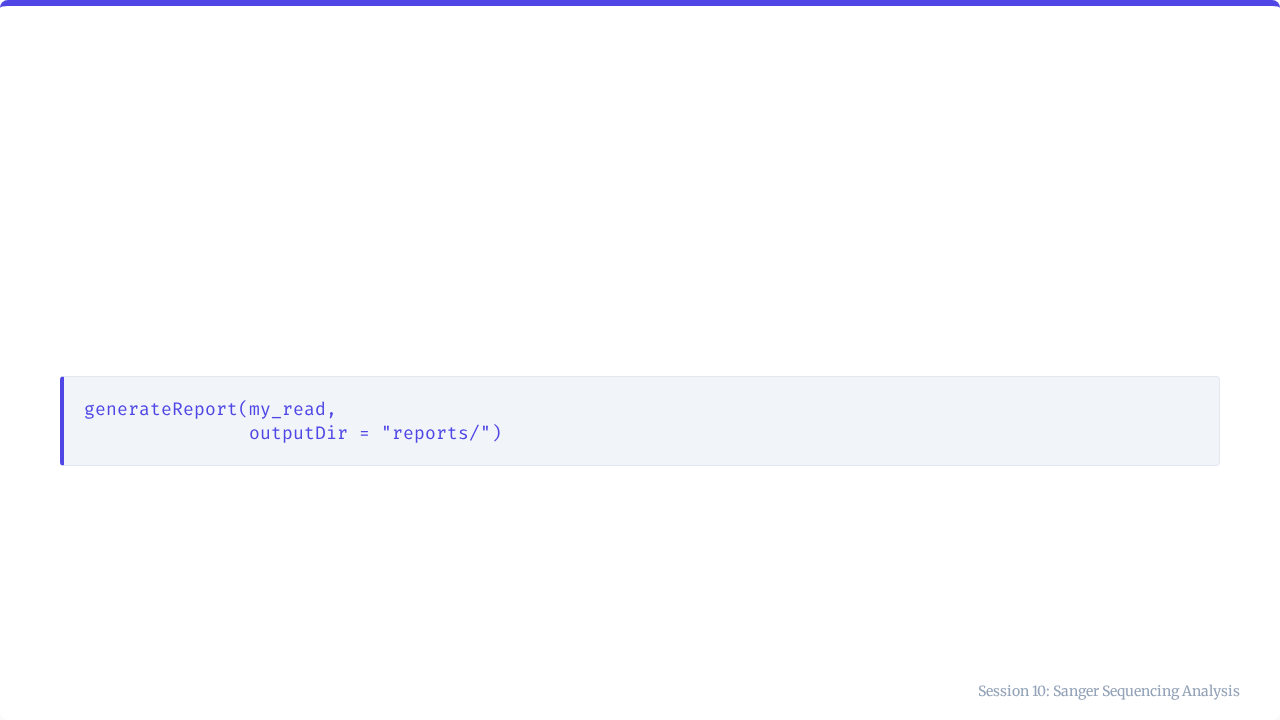 generateReport(my_read,
               outputDir = "reports/")
Session 10: Sanger Sequencing Analysis